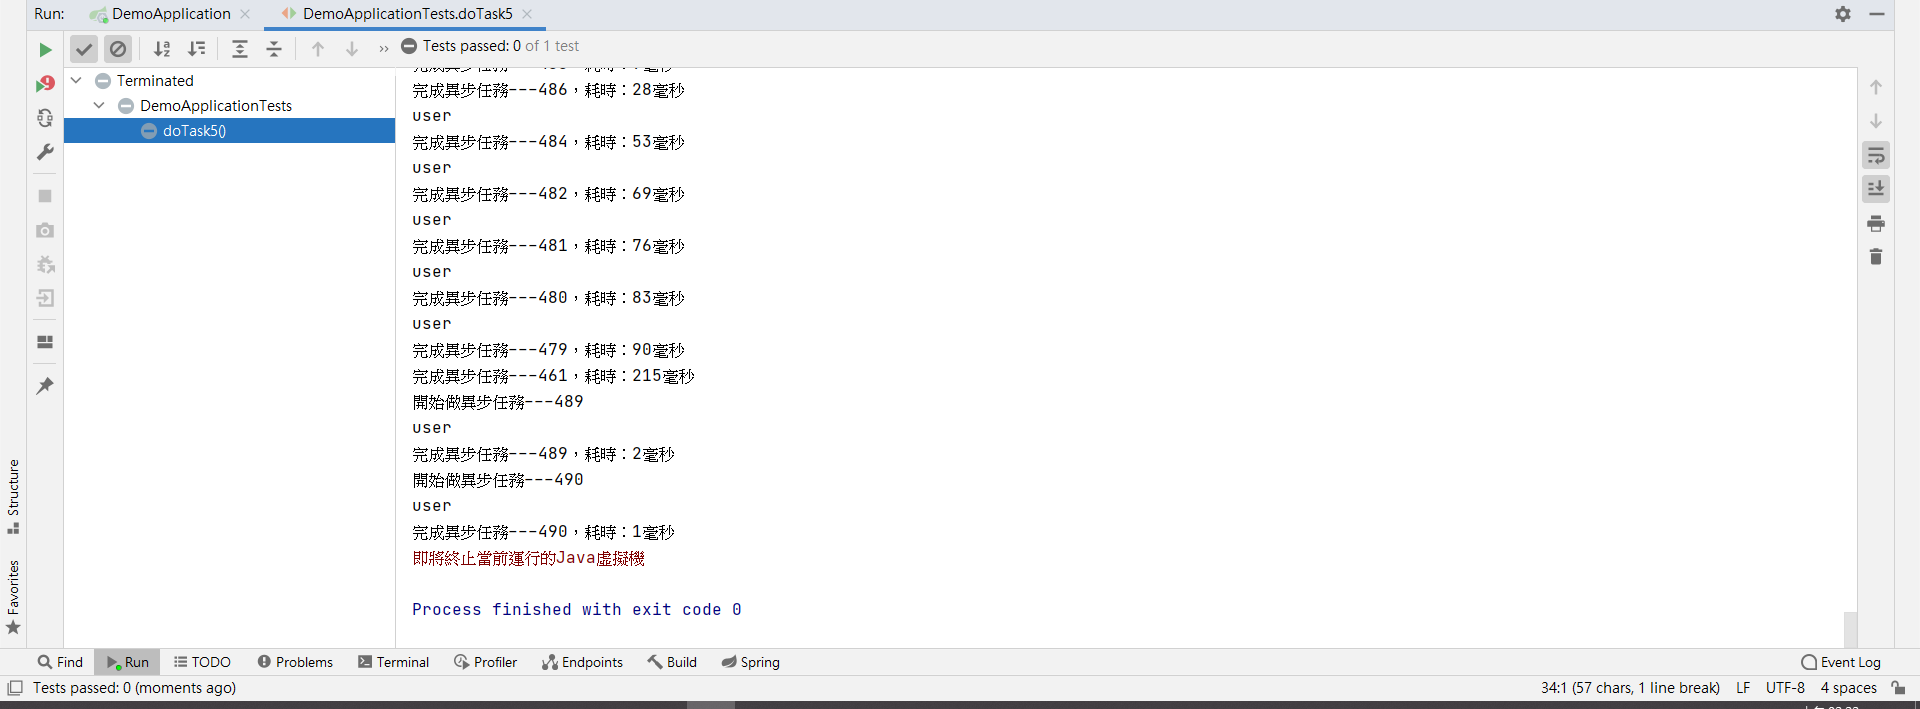 Run: DemoApplication DemoApplicationTests.doTask5
Tests passed: 0 of 1 test
Terminated
DemoApplicationTests
doTask5()
完成異步任務---486，耗時：28毫秒
user
完成異步任務---484，耗時：53毫秒
user
完成異步任務---482，耗時：69毫秒
user
完成異步任務---481，耗時：76毫秒
user
完成異步任務---480，耗時：83毫秒
user
完成異步任務---479，耗時：90毫秒
完成異步任務---461，耗時：215毫秒
開始做異步任務---489
user
完成異步任務---489，耗時：2毫秒
開始做異步任務---490
user
完成異步任務---490，耗時：1毫秒
即將終止當前運行的Java虛擬機
Process finished with exit code 0
Structure
Favorites
Find Run TODO Problems Terminal Profiler Endpoints Build Spring Event Log
Tests passed: 0 (moments ago) 34:1 (57 chars, 1 line break) LF UTF-8 4 spaces